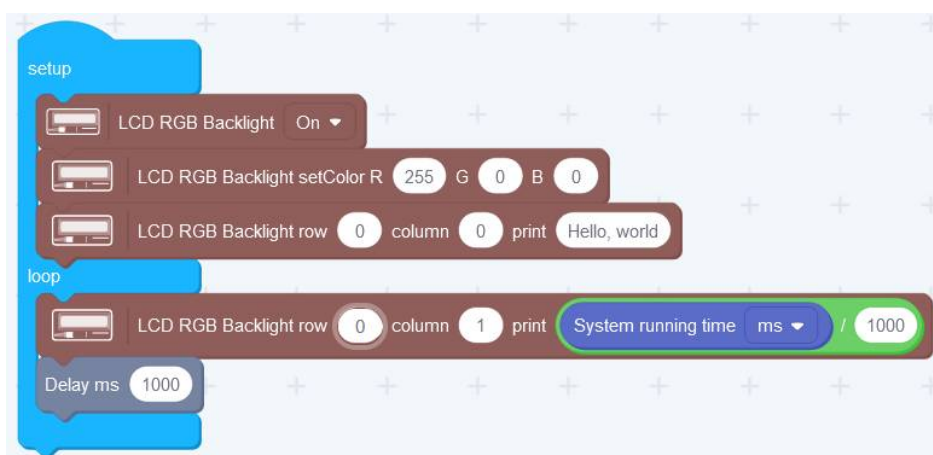 setup
LCD RGB Backlight On
LCD RGB Backlight setColor R 255 G 0 B 0
LCD RGB Backlight row 0 column 0 print Hello, world
loop
LCD RGB Backlight row 0 column 1 print System running time ms / 1000
Delay ms 1000